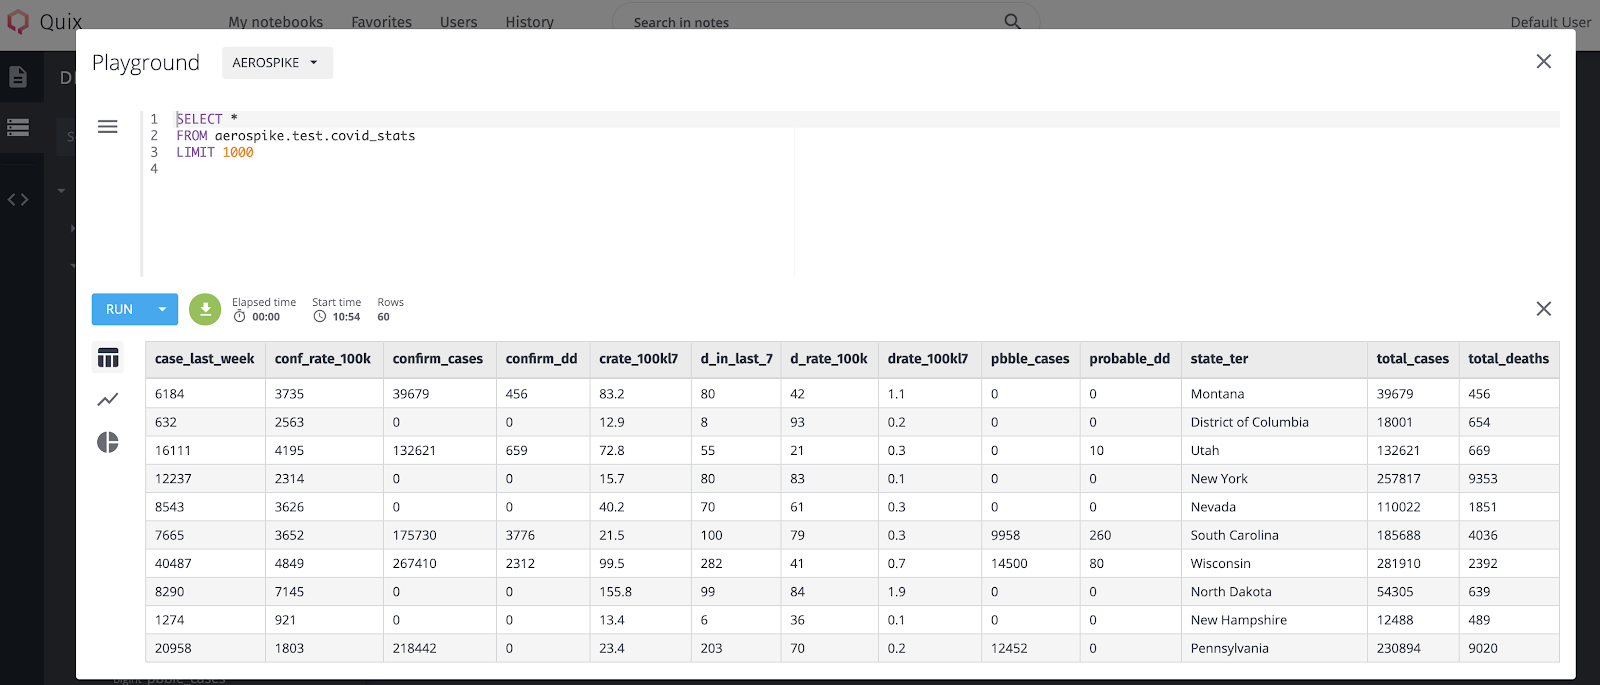 Quix My notebooks Favorites Users History Search in notes Default User
Playground AEROSPIKE
1 SELECT *
2 FROM aerospike.test.covid_stats
3 LIMIT 1000
4
RUN Elapsed time 00:00 Start time 10:54 Rows 60
case_last_week conf_rate_100k confirm_cases confirm_dd crate_100kl7 d_in_last_7 d_rate_100k drate_100kl7 pbble_cases probable_dd state_ter total_cases total_deaths
6184 3735 39679 456 83.2 80 42 1.1 0 0 Montana 39679 456
632 2563 0 0 12.9 8 93 0.2 0 0 District of Columbia 18001 654
16111 4195 132621 659 72.8 55 21 0.3 0 10 Utah 132621 669
12237 2314 0 0 15.7 80 83 0.1 0 0 New York 257817 9353
8543 3626 0 0 40.2 70 61 0.3 0 0 Nevada 110022 1851
7665 3652 175730 3776 21.5 100 79 0.3 9958 260 South Carolina 185688 4036
40487 4849 267410 2312 99.5 282 41 0.7 14500 80 Wisconsin 281910 2392
8290 7145 0 0 155.8 99 84 1.9 0 0 North Dakota 54305 639
1274 921 0 0 13.4 6 36 0.1 0 0 New Hampshire 12488 489
20958 1803 218442 0 23.4 203 70 0.2 12452 0 Pennsylvania 230894 9020